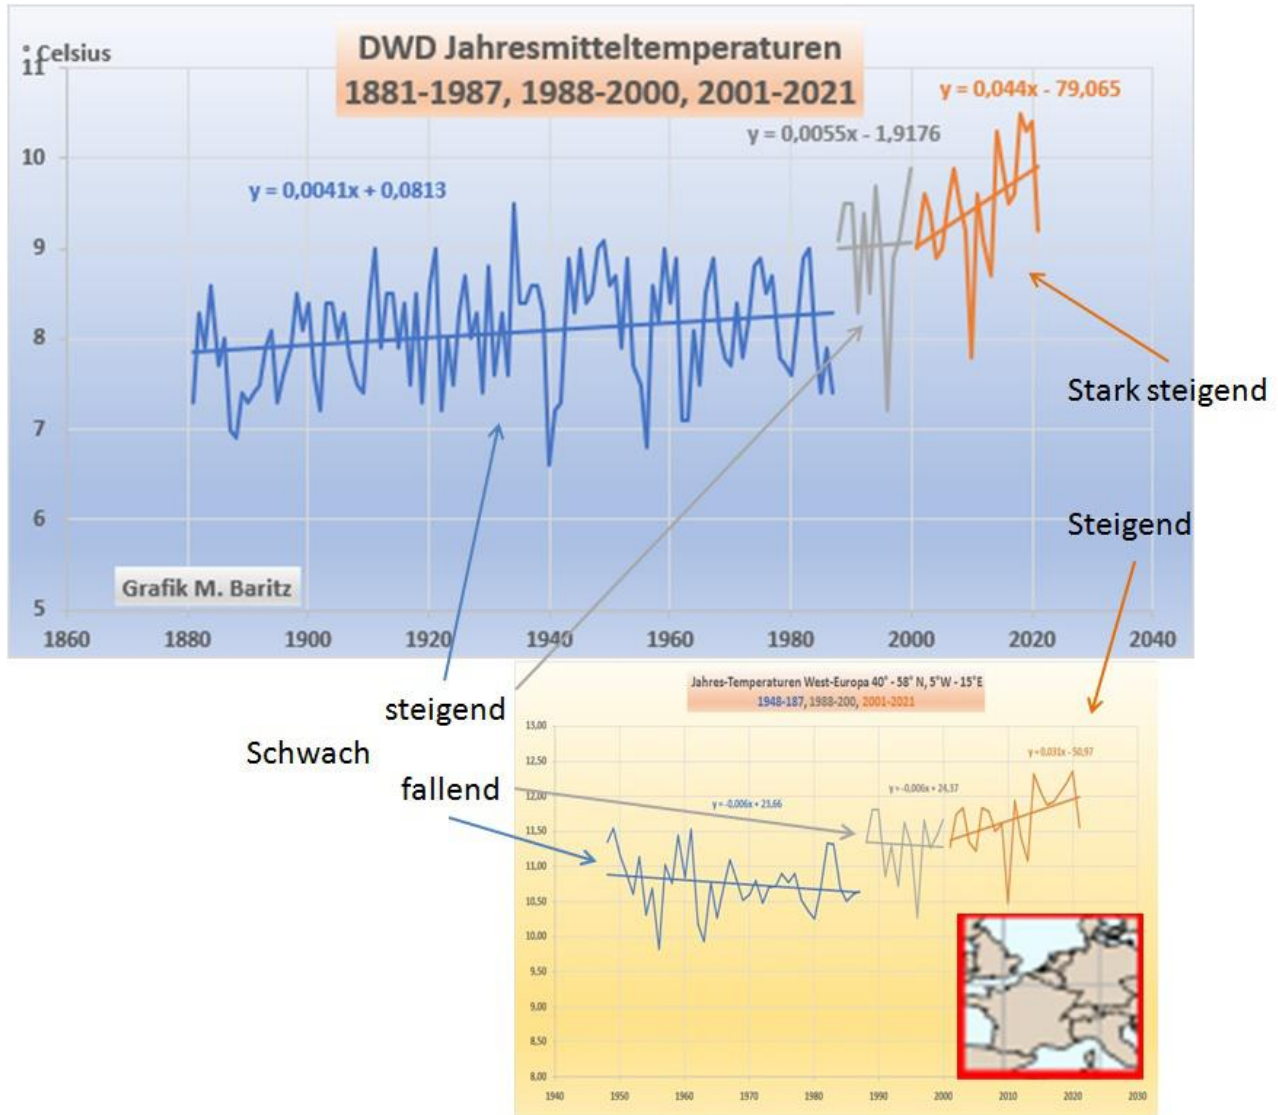 ° Celsius
DWD Jahresmitteltemperaturen
1881-1987, 1988-2000, 2001-2021
y = 0,0041x + 0,0813
y = 0,0055x - 1,9176
y = 0,044x - 79,065
11
10
9
8
7
6
5
1860
1880
1900
1920
1940
1960
1980
2000
2020
2040
Grafik M. Baritz
Stark steigend
Steigend
steigend
Schwach
fallend
Jahres-Temperaturen West-Europa 40° - 58° N, 5°W - 15°E
1948-187, 1988-200, 2001-2021
y = -0,006x + 23,66
y = -0,006x + 24,37
y = 0,031x - 50,97
13,00
12,50
12,00
11,50
11,00
10,50
10,00
9,50
9,00
8,50
8,00
1940
1950
1960
1970
1980
1990
2000
2010
2020
2030